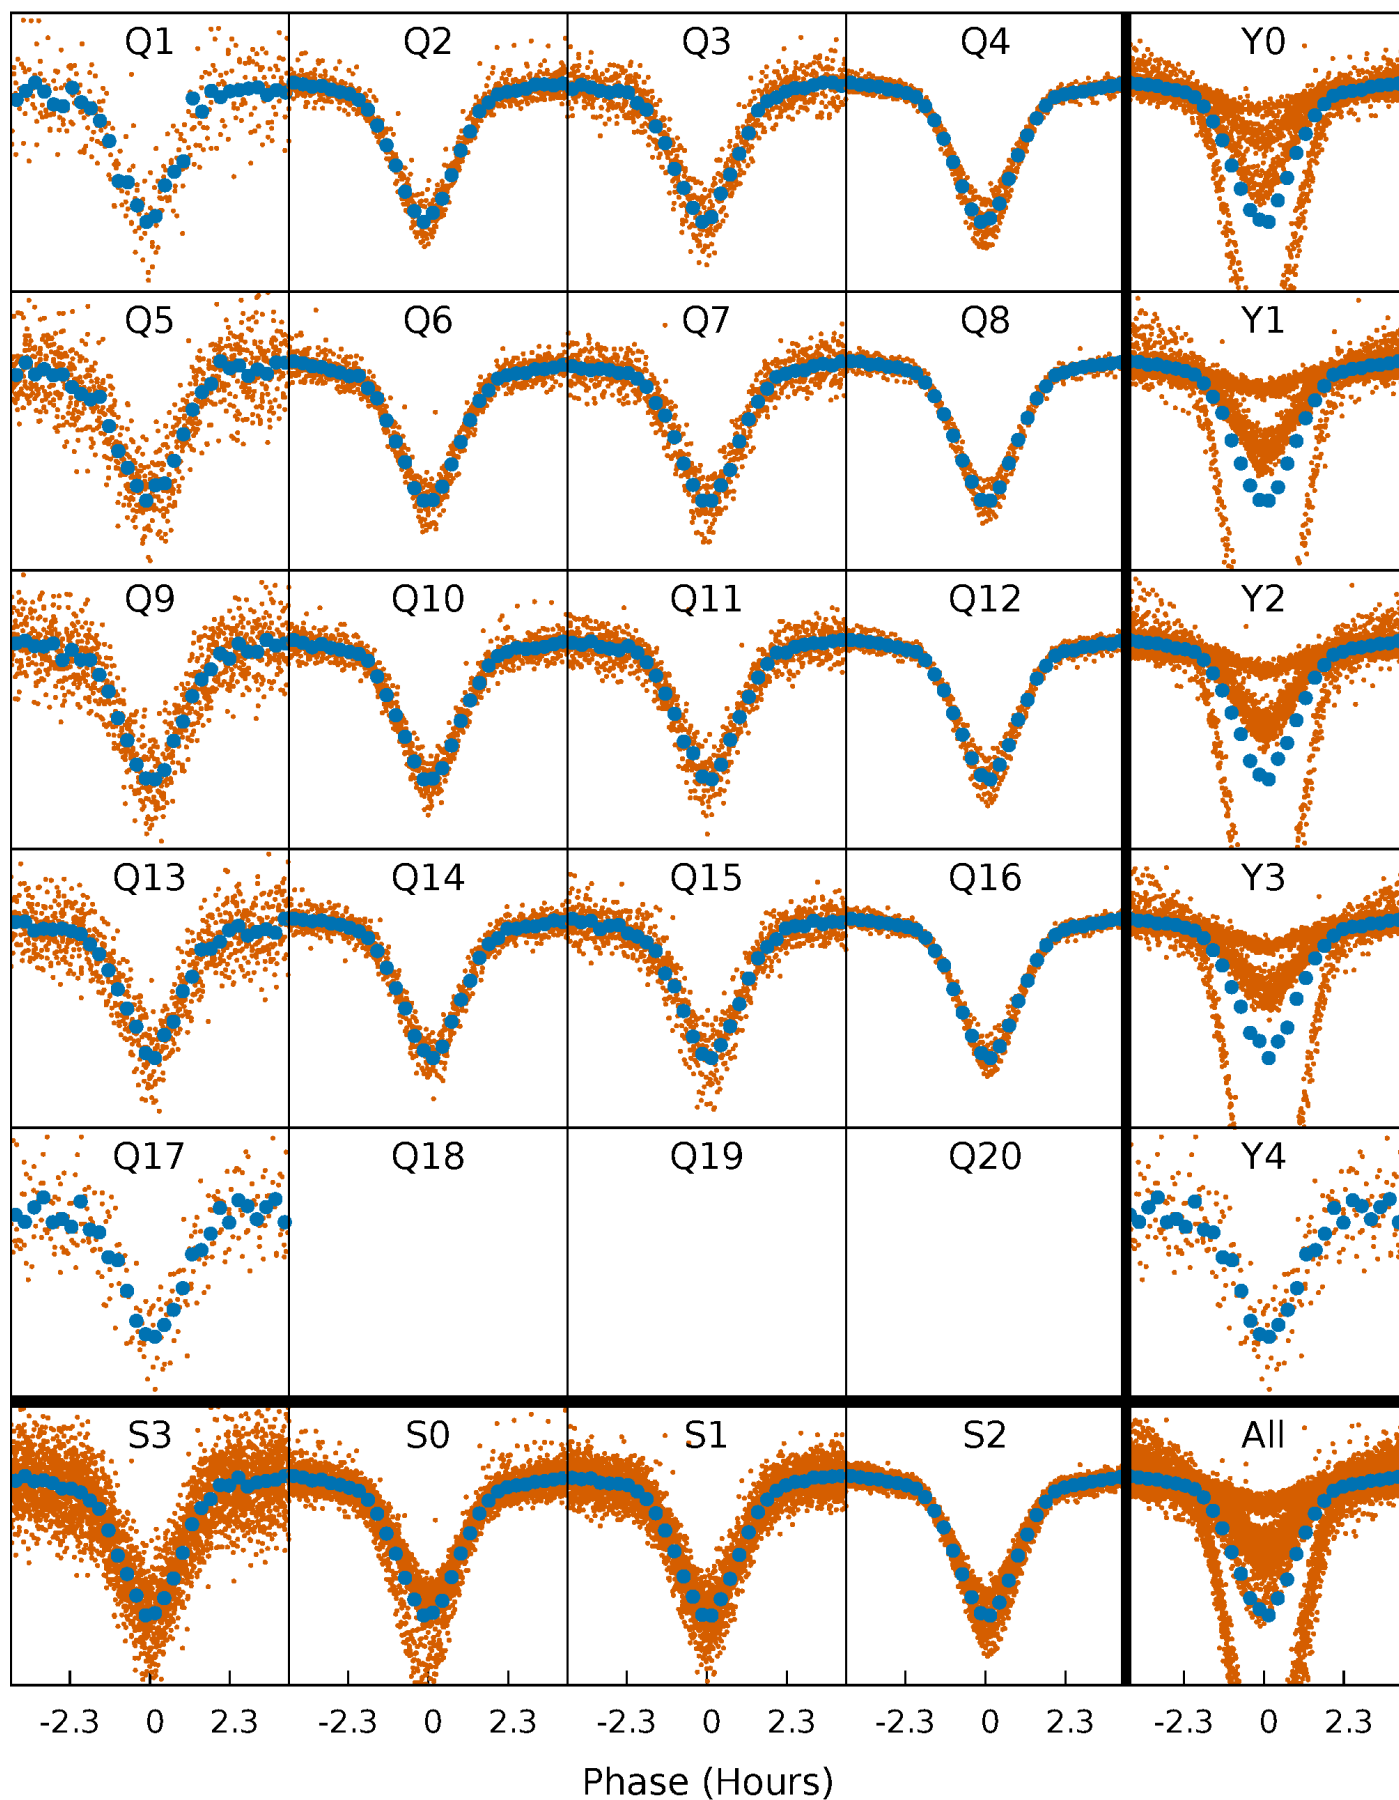 Q1 Q2 Q3 Q4 Y0
Q5 Q6 Q7 Q8 Y1
Q9 Q10 Q11 Q12 Y2
Q13 Q14 Q15 Q16 Y3
Q17 Q18 Q19 Q20 Y4
S3 S0 S1 S2 All
-2.3 0 2.3 -2.3 0 2.3 -2.3 0 2.3 -2.3 0 2.3 -2.3 0 2.3
Phase (Hours)